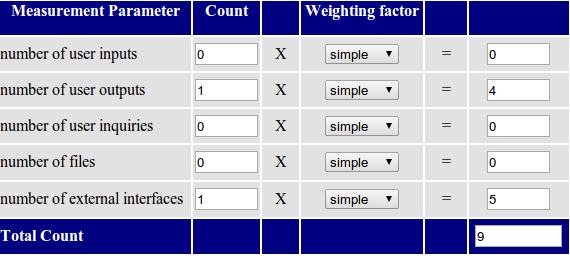 Measurement Parameter Count Weighting factor
number of user inputs 0 X simple = 0
number of user outputs 1 X simple = 4
number of user inquiries 0 X simple = 0
number of files 0 X simple = 0
number of external interfaces 1 X simple = 5
Total Count 9